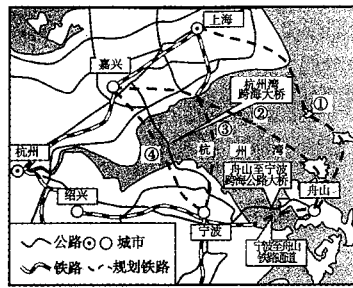 上海
嘉兴
杭州湾
跨海大桥
①
②
③
杭州湾
④
杭州
舟山至宁波
跨海公路大桥
舟山
绍兴
宁波
宁波至舟山
铁路通道
公路 城市
铁路 规划铁路